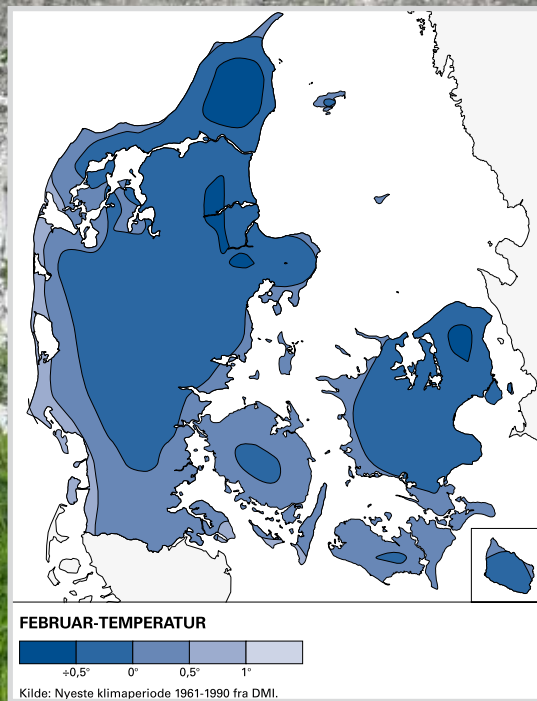 FEBRUAR-TEMPERATUR
÷0,5° 0° 0,5° 1°
Kilde: Nyeste klimaperiode 1961-1990 fra DMI.